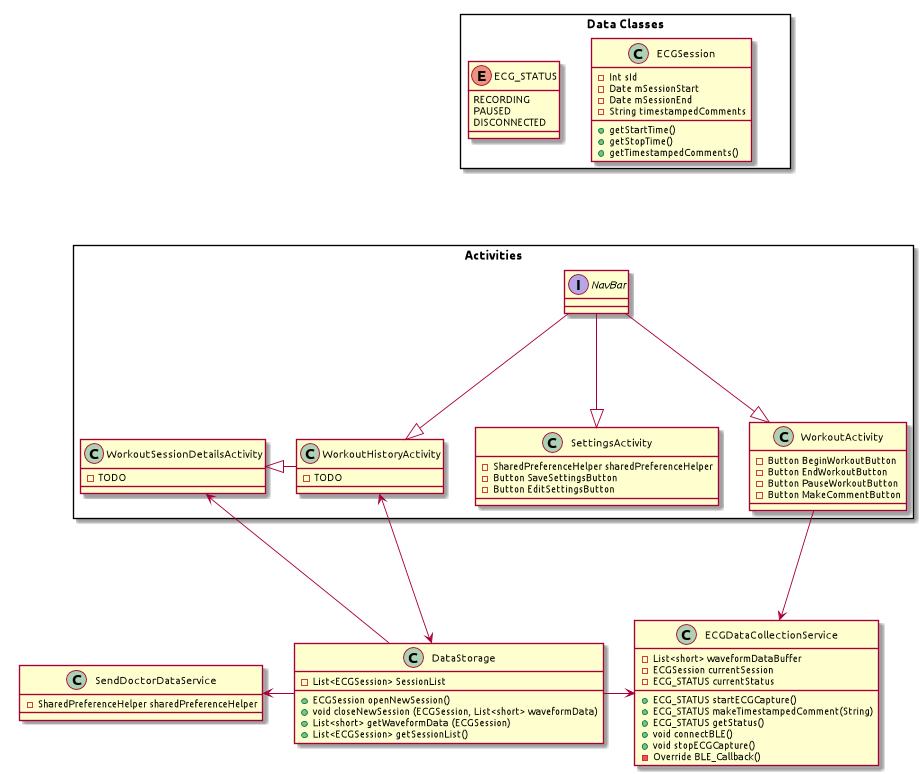 Data Classes
E ECG_STATUS
RECORDING
PAUSED
DISCONNECTED
C ECGSession
Int sId
Date mSessionStart
Date mSessionEnd
String timestampedComments
getStartTime()
getStopTime()
getTimestampedComments()
Activities
I NavBar
C WorkoutSessionDetailsActivity
TODO
C WorkoutHistoryActivity
TODO
C SettingsActivity
SharedPreferenceHelper sharedPreferenceHelper
Button SaveSettingsButton
Button EditSettingsButton
C WorkoutActivity
Button BeginWorkoutButton
Button EndWorkoutButton
Button PauseWorkoutButton
Button MakeCommentButton
C SendDoctorDataService
SharedPreferenceHelper sharedPreferenceHelper
C DataStorage
List<ECGSession> SessionList
ECGSession openNewSession()
void closeNewSession (ECGSession, List<short> waveformData)
List<short> getWaveformData (ECGSession)
List<ECGSession> getSessionList()
C ECGDataCollectionService
List<short> waveformDataBuffer
ECGSession currentSession
ECG_STATUS currentStatus
ECG_STATUS startECGCapture()
ECG_STATUS makeTimestampedComment(String)
ECG_STATUS getStatus()
void connectBLE()
void stopECGCapture()
Override BLE_Callback()